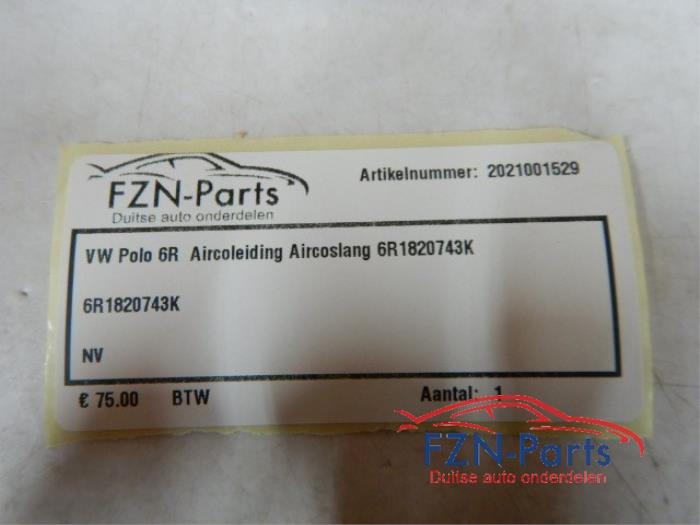 FZN-Parts
Duitse auto onderdelen
Artikelnummer: 2021001529
VW Polo 6R Aircoleiding Aircoslang 6R1820743K
6R1820743K
NV
€ 75.00 BTW Aantal: 1
FZN-Parts
Duitse auto onderdelen